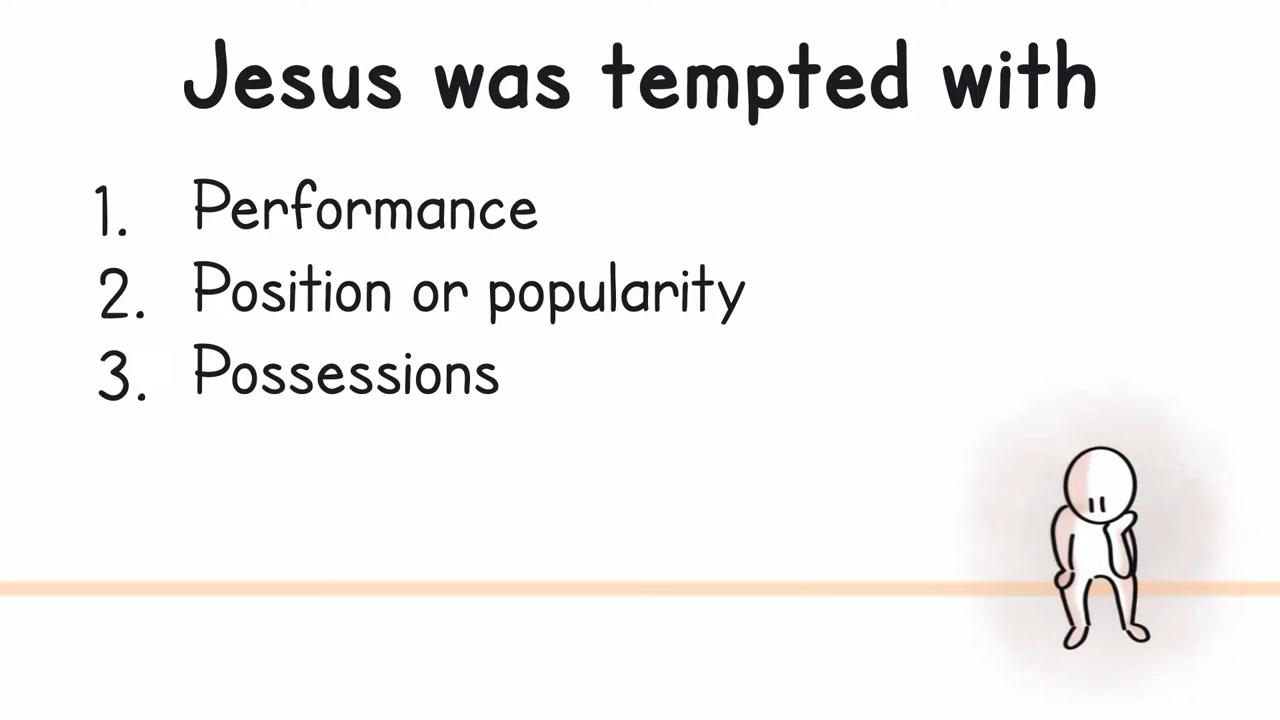 Jesus was tempted with
1. Performance
2. Position or popularity
3. Possessions